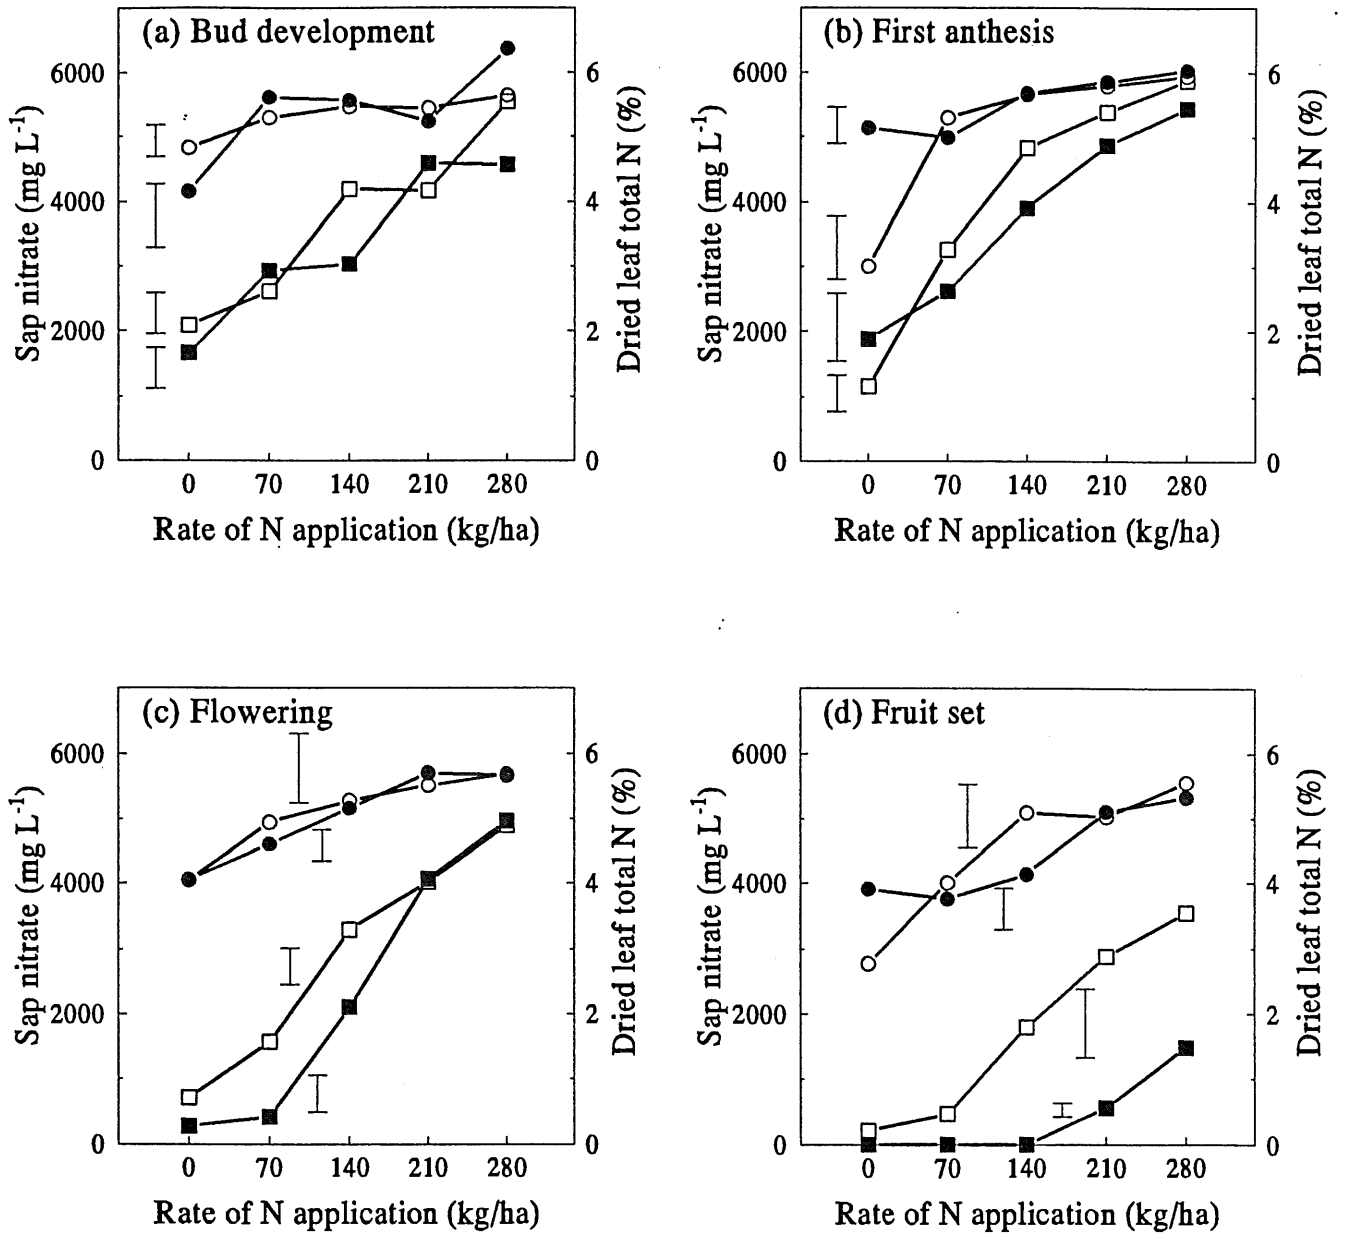 (a) Bud development
6000
4000
2000
0
Sap nitrate (mg L⁻¹)
6
4
2
0
Dried leaf total N (%)
0 70 140 210 280
Rate of N application (kg/ha)
(b) First anthesis
6000
4000
2000
0
Sap nitrate (mg L⁻¹)
6
4
2
0
Dried leaf total N (%)
0 70 140 210 280
Rate of N application (kg/ha)
(c) Flowering
6000
4000
2000
0
Sap nitrate (mg L⁻¹)
6
4
2
0
Dried leaf total N (%)
0 70 140 210 280
Rate of N application (kg/ha)
(d) Fruit set
6000
4000
2000
0
Sap nitrate (mg L⁻¹)
6
4
2
0
Dried leaf total N (%)
0 70 140 210 280
Rate of N application (kg/ha)